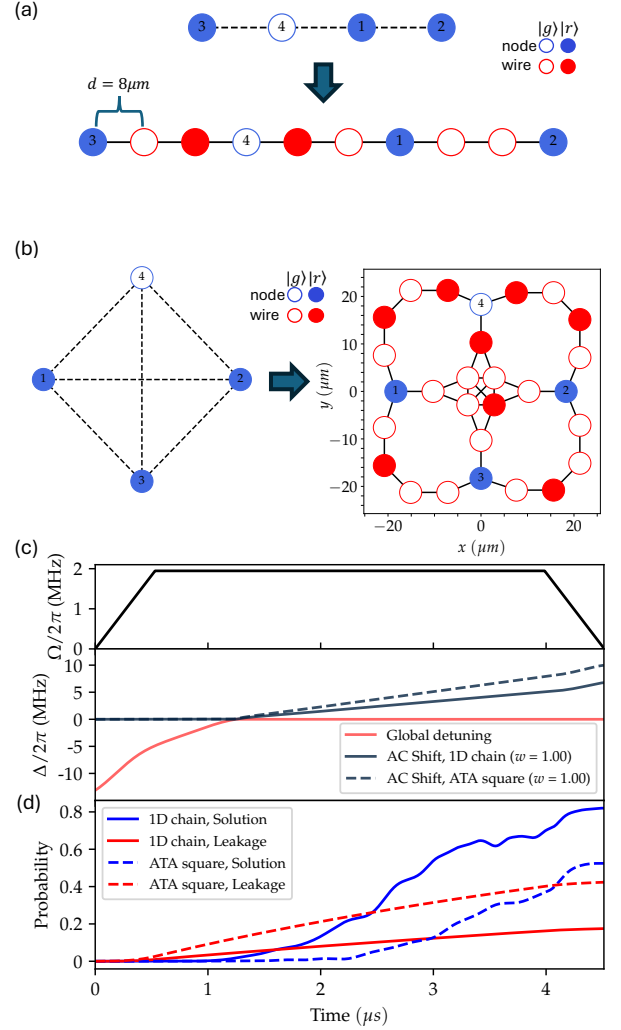 (a)
3 4 1 2
|g⟩|r⟩
node
wire
d = 8μm
3 4 1 2
(b)
4
1 2
3
|g⟩|r⟩
node
wire
y (μm)
20
10
0
−10
−20
4
1 2
3
−20 0 20
x (μm)
(c)
Ω/2π (MHz)
2
1
0
Δ/2π (MHz)
10
5
0
-5
-10
Global detuning
AC Shift, 1D chain (w = 1.00)
AC Shift, ATA square (w = 1.00)
(d)
Probability
0.8
0.6
0.4
0.2
0
1D chain, Solution
1D chain, Leakage
ATA square, Solution
ATA square, Leakage
0 1 2 3 4
Time (μs)